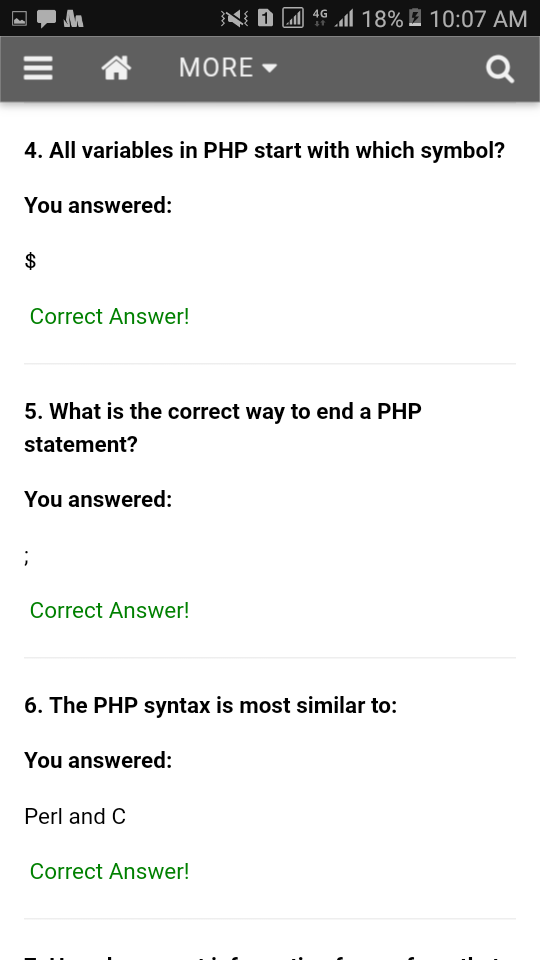 1 4G 18% 10:07 AM
MORE
4. All variables in PHP start with which symbol?
You answered:
$
Correct Answer!
5. What is the correct way to end a PHP
statement?
You answered:
;
Correct Answer!
6. The PHP syntax is most similar to:
You answered:
Perl and C
Correct Answer!